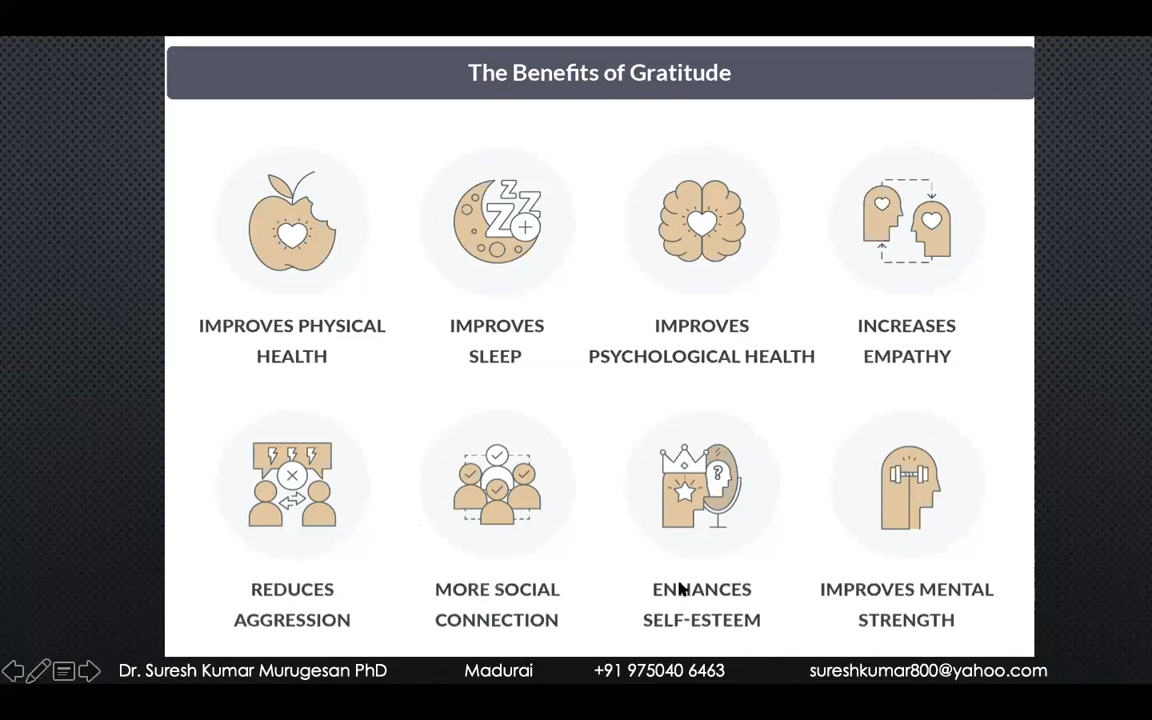 The Benefits of Gratitude
IMPROVES PHYSICAL
HEALTH
IMPROVES
SLEEP
IMPROVES
PSYCHOLOGICAL HEALTH
INCREASES
EMPATHY
REDUCES
AGGRESSION
MORE SOCIAL
CONNECTION
ENHANCES
SELF-ESTEEM
IMPROVES MENTAL
STRENGTH
Dr. Suresh Kumar Murugesan PhD Madurai +91 975040 6463 sureshkumar800@yahoo.com